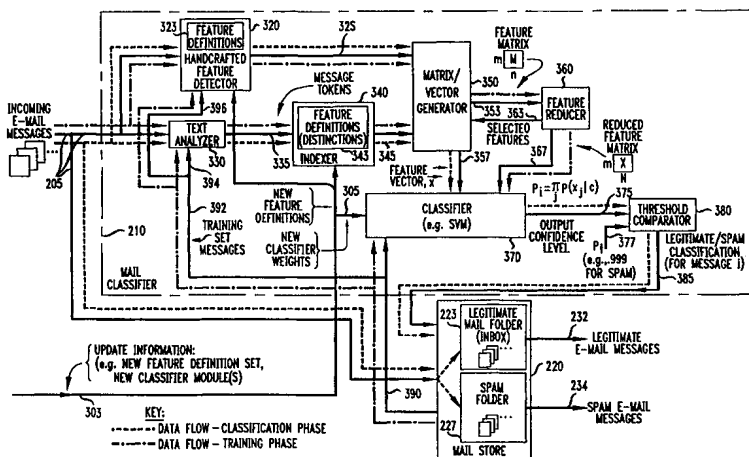 323
FEATURE
DEFINITIONS
320
HANDCRAFTED
FEATURE
DETECTOR
325
FEATURE
MATRIX
m M
n
MATRIX/
VECTOR
GENERATOR
350
353
360
FEATURE
REDUCER
363
SELECTED
FEATURES
INCOMING
E-MAIL
MESSAGES
205
396
MESSAGE
TOKENS
340
FEATURE
DEFINITIONS
(DISTINCTIONS)
343
INDEXER
345
TEXT
ANALYZER
330
335
394
392
REDUCED
FEATURE
MATRIX
m X
N
357
367
FEATURE
VECTOR, x
305
NEW
FEATURE
DEFINITIONS
NEW
CLASSIFIER
WEIGHTS
CLASSIFIER
(e.g. SVM)
370
Pi=π P(xj|c)
j
375
OUTPUT
CONFIDENCE
LEVEL
Pt
377
(e.g.,.999
FOR SPAM)
THRESHOLD
COMPARATOR
380
LEGITIMATE/SPAM
CLASSIFICATION
(FOR MESSAGE i)
385
210
MAIL
CLASSIFIER
TRAINING
SET
MESSAGES
UPDATE INFORMATION:
(e.g. NEW FEATURE DEFINITION SET,
NEW CLASSIFIER MODULE(S)
303
390
223
LEGITIMATE
MAIL FOLDER
(INBOX)
220
232
LEGITIMATE
E-MAIL MESSAGES
SPAM
FOLDER
227
234
SPAM E-MAIL
MESSAGES
MAIL STORE
KEY:
DATA FLOW – CLASSIFICATION PHASE
DATA FLOW – TRAINING PHASE